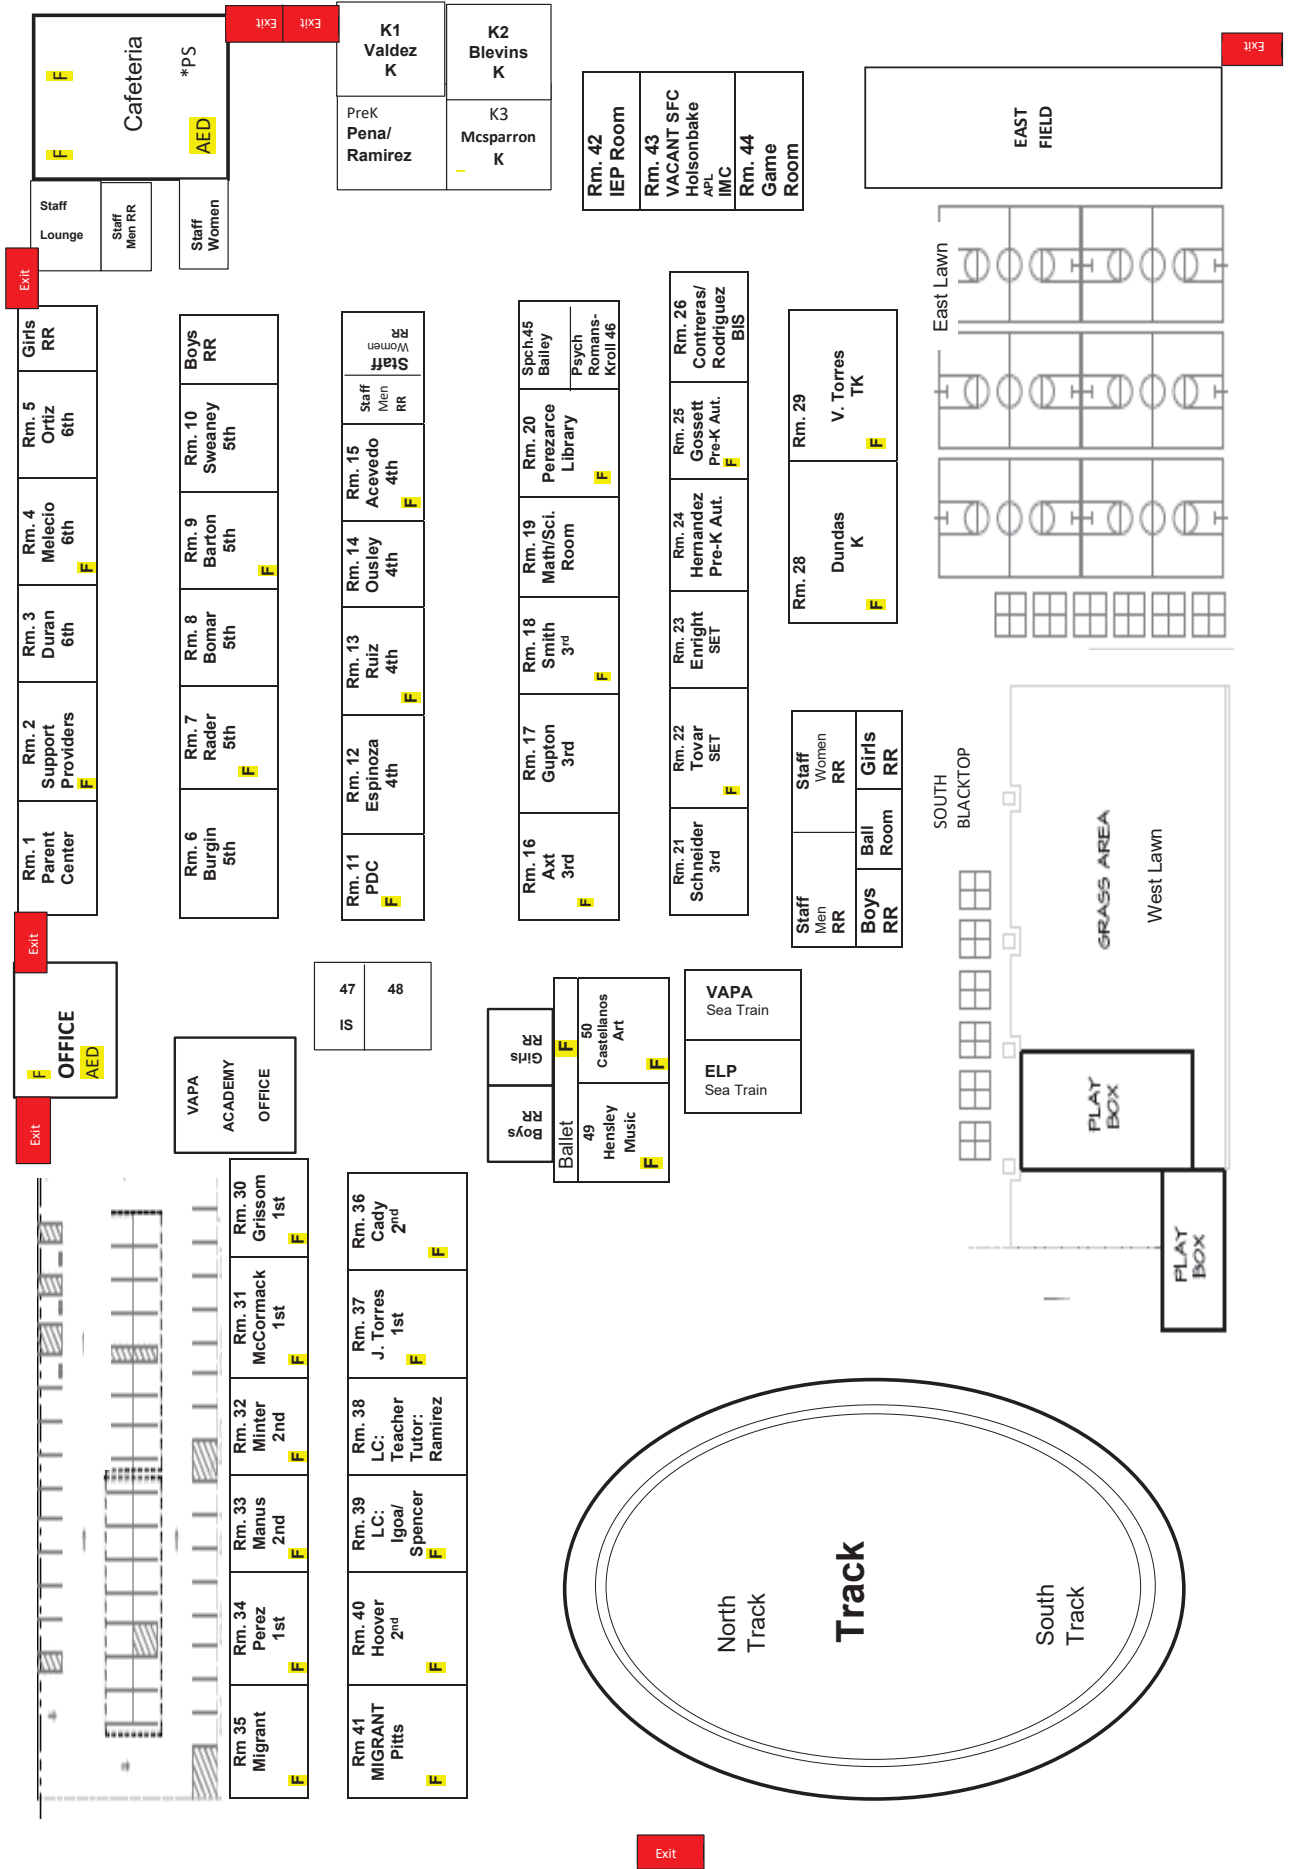 Exit
Exit
Exit
F
F
Cafeteria
*PS
AED
K1
Valdez
K
K2
Blevins
K
PreK
Pena/
Ramirez
K3
Mcsparron
K
Rm. 42
IEP Room
Rm. 43
VACANT SFC
Holsonbake
APL
IMC
Rm. 44
Game
Room
EAST
FIELD
Staff
Lounge
Staff
Men RR
Staff
Women
Exit
Girls
RR
Rm. 5
Ortiz
6th
Rm. 4
Melecio
6th
F
Rm. 3
Duran
6th
Rm. 2
Support
Providers
F
Rm. 1
Parent
Center
Boys
RR
Rm. 10
Sweaney
5th
Rm. 9
Barton
5th
F
Rm. 8
Bomar
5th
Rm. 7
Rader
5th
F
Rm. 6
Burgin
5th
Staff
Women
RR
Staff
Men
RR
Rm. 15
Acevedo
4th
F
Rm. 14
Ousley
4th
Rm. 13
Ruiz
4th
F
Rm. 12
Espinoza
4th
Rm. 11
PDC
F
Spch.45
Bailey
Psych
Romans-
Kroll 46
Rm. 20
Perezarce
Library
F
Rm. 19
Math/Sci.
Room
Rm. 18
Smith
3rd
F
Rm. 17
Gupton
3rd
Rm. 16
Axt
3rd
F
Rm. 26
Contreras/
Rodriguez
BIS
Rm. 25
Gossett
Pre-K Aut.
F
Rm. 24
Hernandez
Pre-K Aut.
Rm. 23
Enright
SET
Rm. 22
Tovar
SET
F
Rm. 21
Schneider
3rd
Rm. 29
V. Torres
TK
F
Rm. 28
Dundas
K
F
East Lawn
Staff
Women
RR
Staff
Men
RR
Girls
RR
Ball
Room
Boys
RR
SOUTH
BLACKTOP
GRASS AREA
West Lawn
PLAY
BOX
PLAY
BOX
Exit
F
OFFICE
AED
Exit
VAPA
ACADEMY
OFFICE
47
IS
48
Girls
RR
Boys
RR
Ballet
F
50
Castellanos
Art
F
49
Hensley
Music
F
VAPA
Sea Train
ELP
Sea Train
Rm. 30
Grissom
1st
F
Rm. 31
McCormack
1st
F
Rm. 32
Minter
2nd
F
Rm. 33
Manus
2nd
F
Rm. 34
Perez
1st
F
Rm 35
Migrant
F
Rm. 36
Cady
2nd
F
Rm. 37
J. Torres
1st
F
Rm. 38
LC:
Teacher
Tutor:
Ramirez
Rm. 39
LC:
Igoa/
Spencer
F
Rm. 40
Hoover
2nd
F
Rm 41
MIGRANT
Pitts
F
North
Track
Track
South
Track
Exit